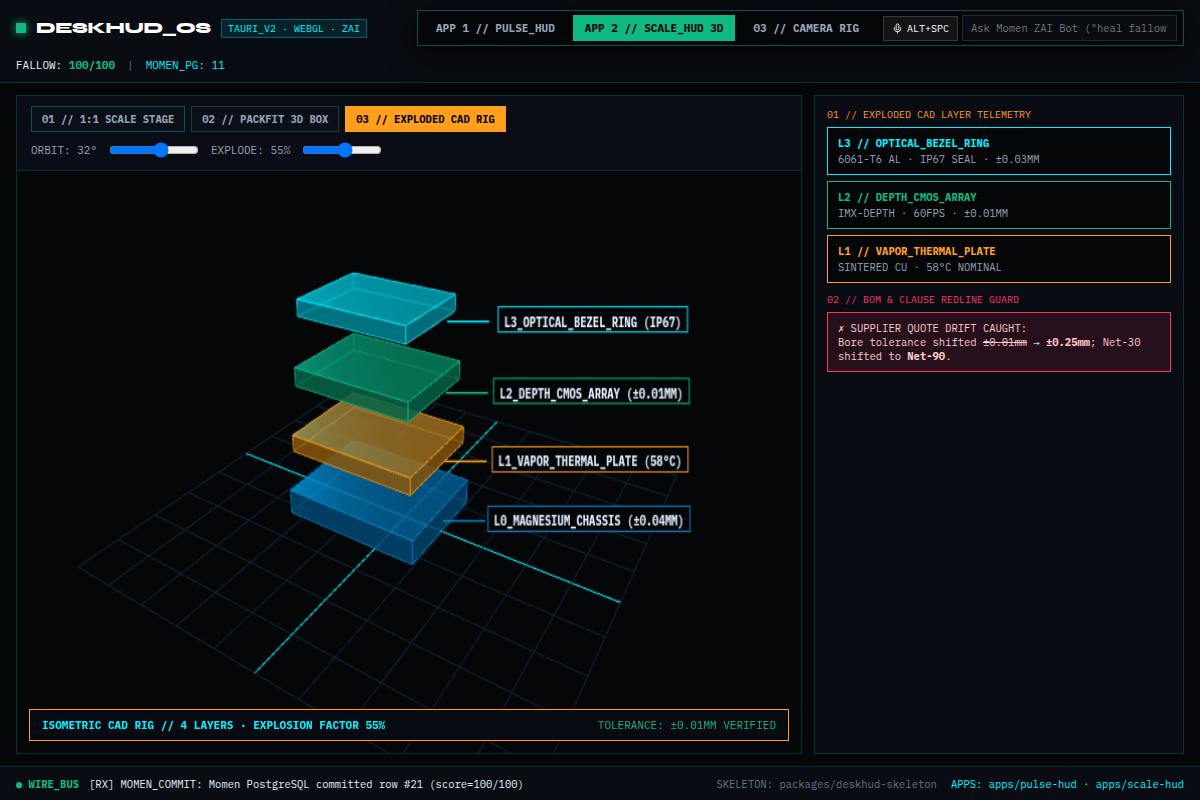 DESKHUD_OS
TAURI_V2 · WEBGL · ZAI
APP 1 // PULSE_HUD
APP 2 // SCALE_HUD 3D
03 // CAMERA RIG
ALT+SPC
Ask Momen ZAI Bot ("heal fallow
FALLOW: 100/100 | MOMEN_PG: 11
01 // 1:1 SCALE STAGE
02 // PACKFIT 3D BOX
03 // EXPLODED CAD RIG
ORBIT: 32°
EXPLODE: 55%
L3_OPTICAL_BEZEL_RING (IP67)
L2_DEPTH_CMOS_ARRAY (±0.01MM)
L1_VAPOR_THERMAL_PLATE (58°C)
L0_MAGNESIUM_CHASSIS (±0.04MM)
ISOMETRIC CAD RIG // 4 LAYERS · EXPLOSION FACTOR 55%
TOLERANCE: ±0.01MM VERIFIED
01 // EXPLODED CAD LAYER TELEMETRY
L3 // OPTICAL_BEZEL_RING
6061-T6 AL · IP67 SEAL · ±0.03MM
L2 // DEPTH_CMOS_ARRAY
IMX-DEPTH · 60FPS · ±0.01MM
L1 // VAPOR_THERMAL_PLATE
SINTERED CU · 58°C NOMINAL
02 // BOM & CLAUSE REDLINE GUARD
✗ SUPPLIER QUOTE DRIFT CAUGHT:
Bore tolerance shifted ±0.01mm → ±0.25mm; Net-30
shifted to Net-90.
● WIRE_BUS [RX] MOMEN_COMMIT: Momen PostgreSQL committed row #21 (score=100/100)
SKELETON: packages/deskhud-skeleton
APPS: apps/pulse-hud · apps/scale-hud